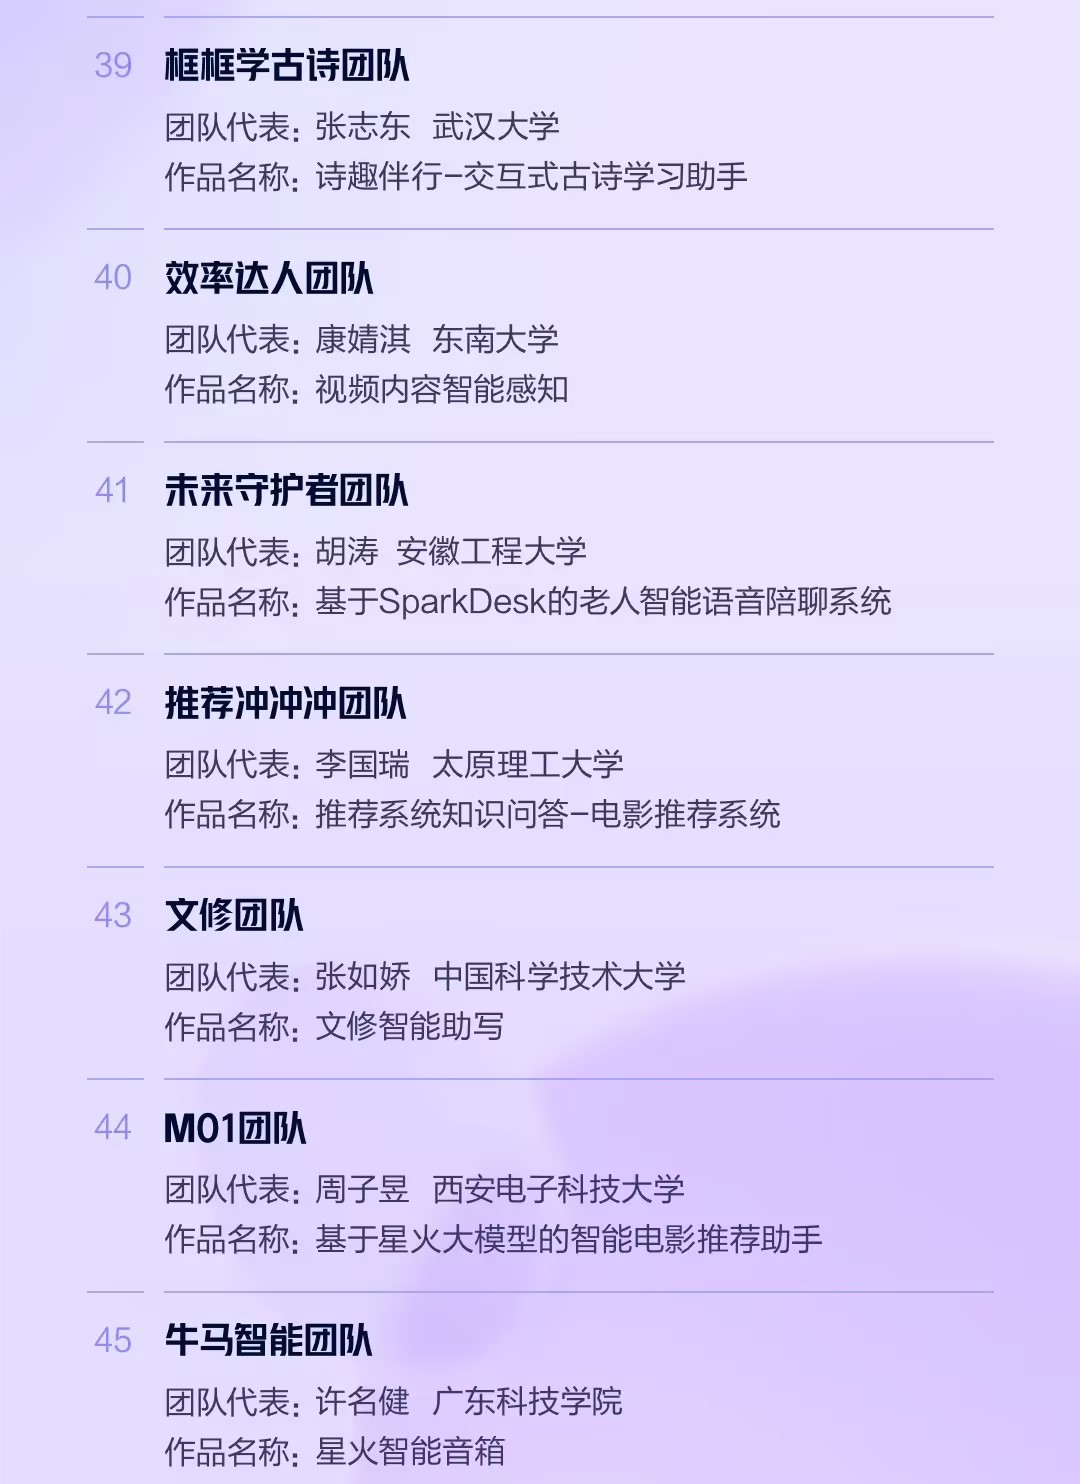 39 框框学古诗团队
团队代表：张志东 武汉大学
作品名称：诗趣伴行-交互式古诗学习助手
40 效率达人团队
团队代表：康婧淇 东南大学
作品名称：视频内容智能感知
41 未来守护者团队
团队代表：胡涛 安徽工程大学
作品名称：基于SparkDesk的老人智能语音陪聊系统
42 推荐冲冲冲团队
团队代表：李国瑞 太原理工大学
作品名称：推荐系统知识问答-电影推荐系统
43 文修团队
团队代表：张如娇 中国科学技术大学
作品名称：文修智能助写
44 M01团队
团队代表：周子昱 西安电子科技大学
作品名称：基于星火大模型的智能电影推荐助手
45 牛马智能团队
团队代表：许名健 广东科技学院
作品名称：星火智能音箱